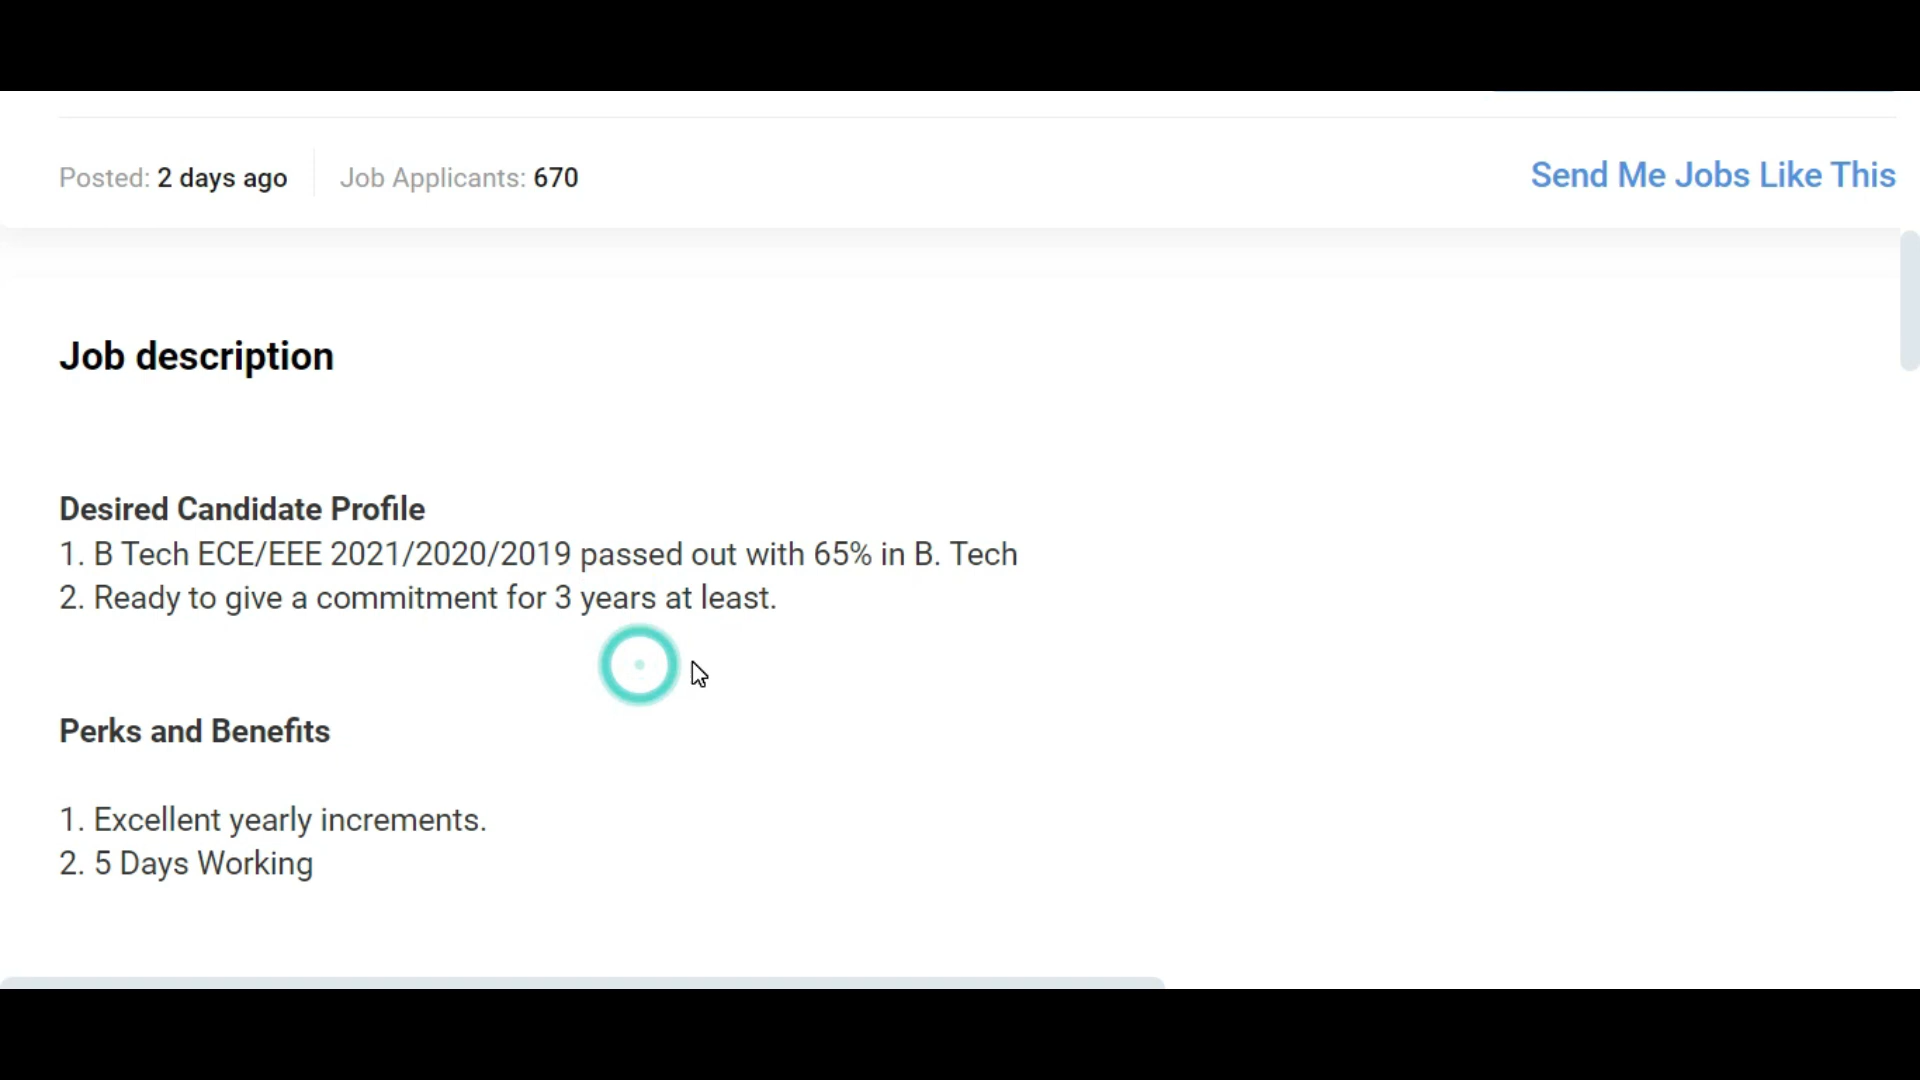 Posted: 2 days ago Job Applicants: 670 Send Me Jobs Like This
Job description
Desired Candidate Profile
1. B Tech ECE/EEE 2021/2020/2019 passed out with 65% in B. Tech
2. Ready to give a commitment for 3 years at least.
Perks and Benefits
1. Excellent yearly increments.
2. 5 Days Working